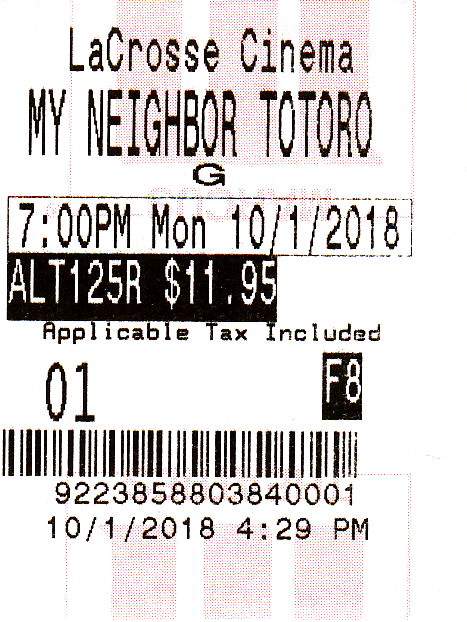 LaCrosse Cinema
MY NEIGHBOR TOTORO
G
7:00PM Mon 10/1/2018
ALT125R $11.95
Applicable Tax Included
01 F8
9223858803840001
10/1/2018 4:29 PM